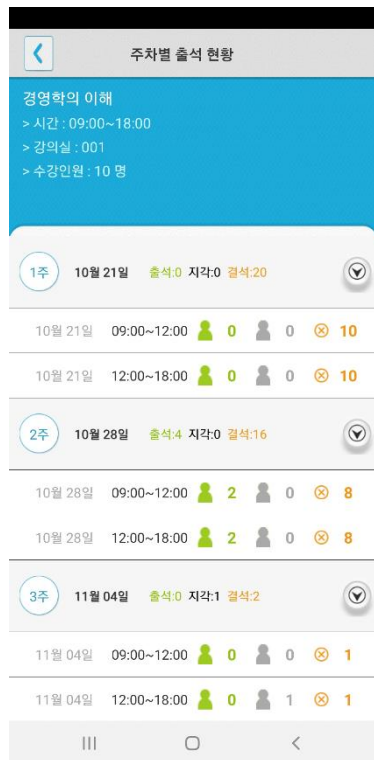 주차별 출석 현황
경영학의 이해
> 시간 : 09:00~18:00
> 강의실 : 001
> 수강인원 : 10 명
1주 10월 21일 출석:0 지각:0 결석:20
10월 21일 09:00~12:00 0 0 10
10월 21일 12:00~18:00 0 0 10
2주 10월 28일 출석:4 지각:0 결석:16
10월 28일 09:00~12:00 2 0 8
10월 28일 12:00~18:00 2 0 8
3주 11월 04일 출석:0 지각:1 결석:2
11월 04일 09:00~12:00 0 0 1
11월 04일 12:00~18:00 0 1 1